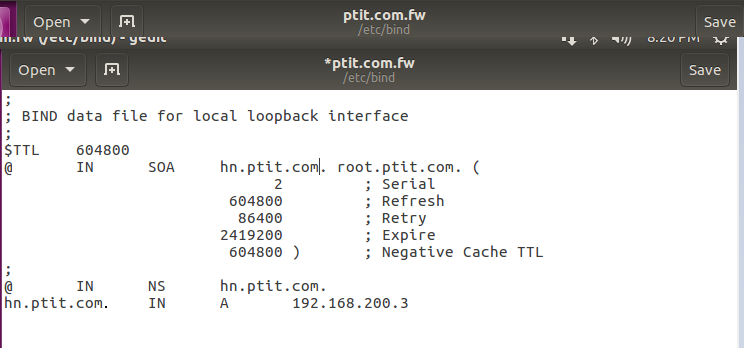 Open ptit.com.fw Save
/etc/bind
m.fw (/etc/bind) - gedit 8:20 PM
Open *ptit.com.fw Save
/etc/bind
;
; BIND data file for local loopback interface
;
$TTL 604800
@ IN SOA hn.ptit.com. root.ptit.com. (
2 ; Serial
604800 ; Refresh
86400 ; Retry
2419200 ; Expire
604800 ) ; Negative Cache TTL
;
@ IN NS hn.ptit.com.
hn.ptit.com. IN A 192.168.200.3